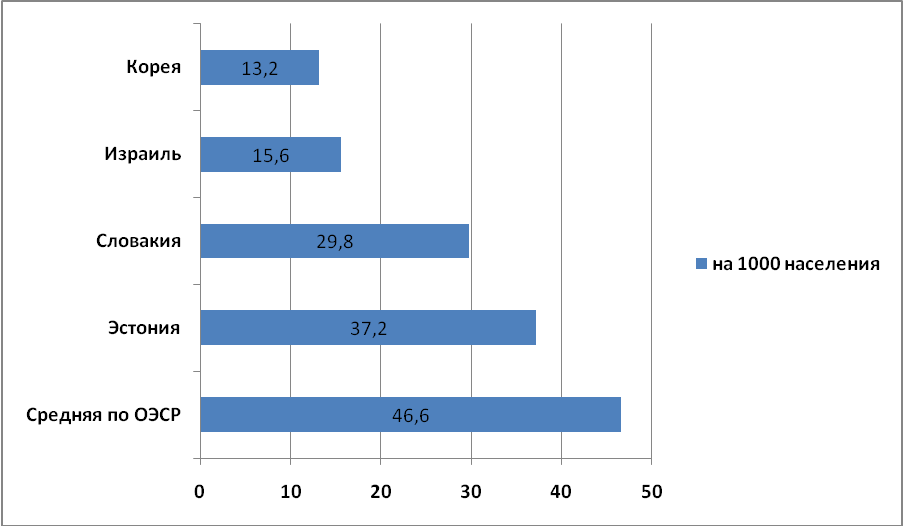 Корея
13,2
Израиль
15,6
Словакия
29,8
на 1000 населения
Эстония
37,2
Средняя по ОЭСР
46,6
0 10 20 30 40 50